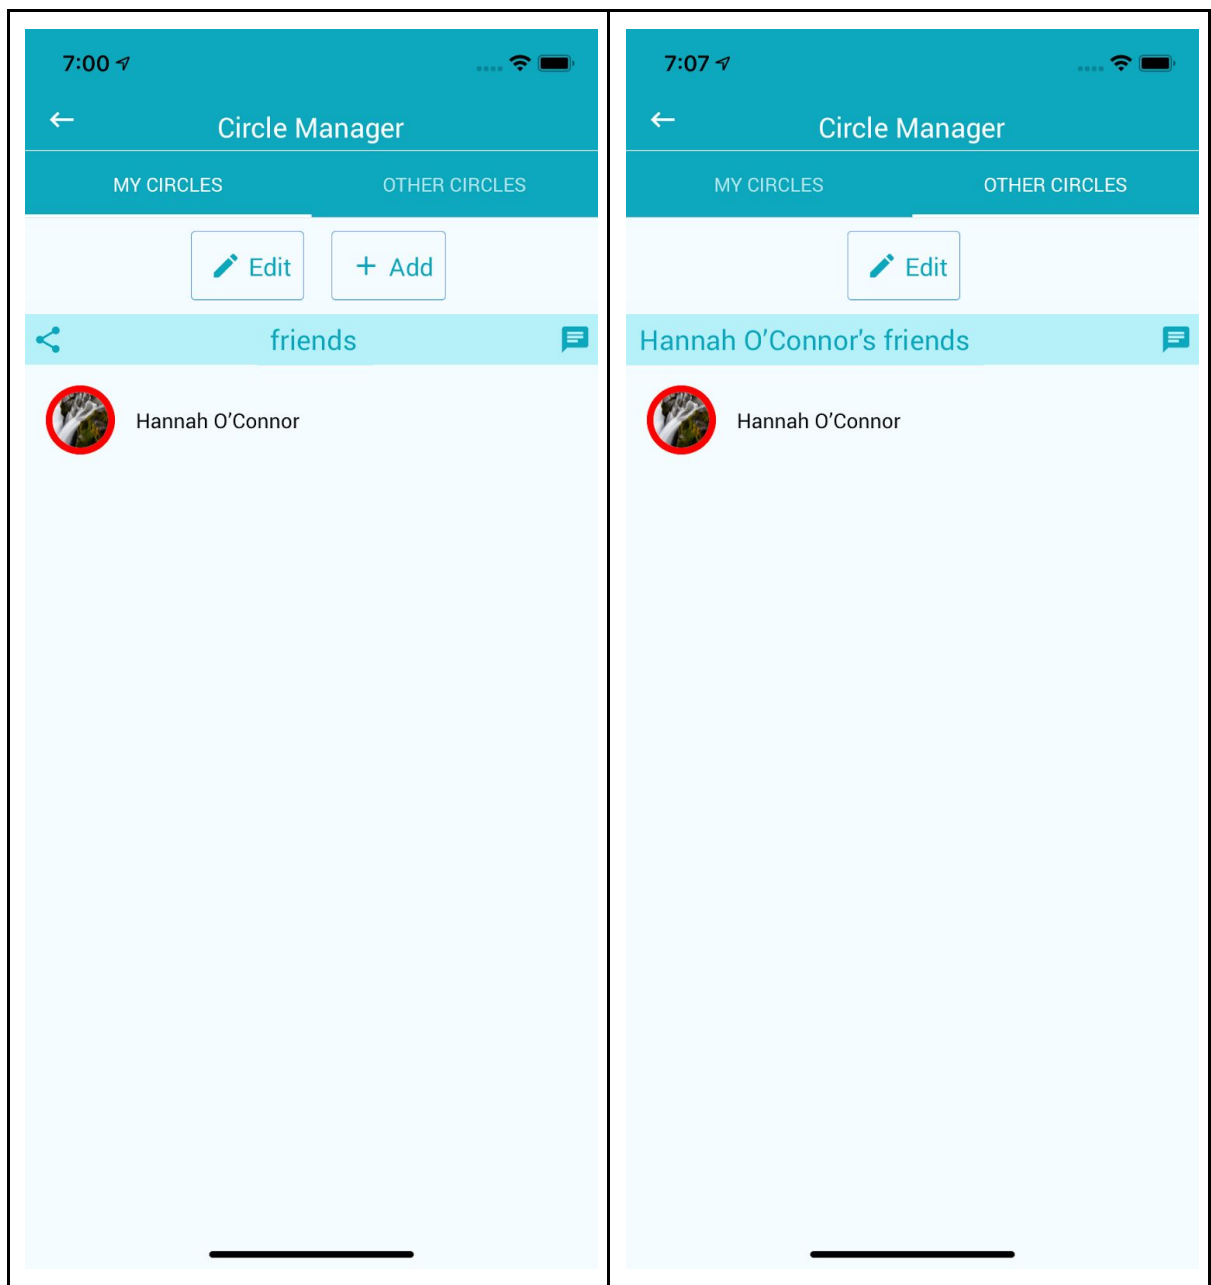 7:00
Circle Manager
MY CIRCLES OTHER CIRCLES
Edit + Add
friends
Hannah O’Connor
7:07
Circle Manager
MY CIRCLES OTHER CIRCLES
Edit
Hannah O’Connor's friends
Hannah O’Connor